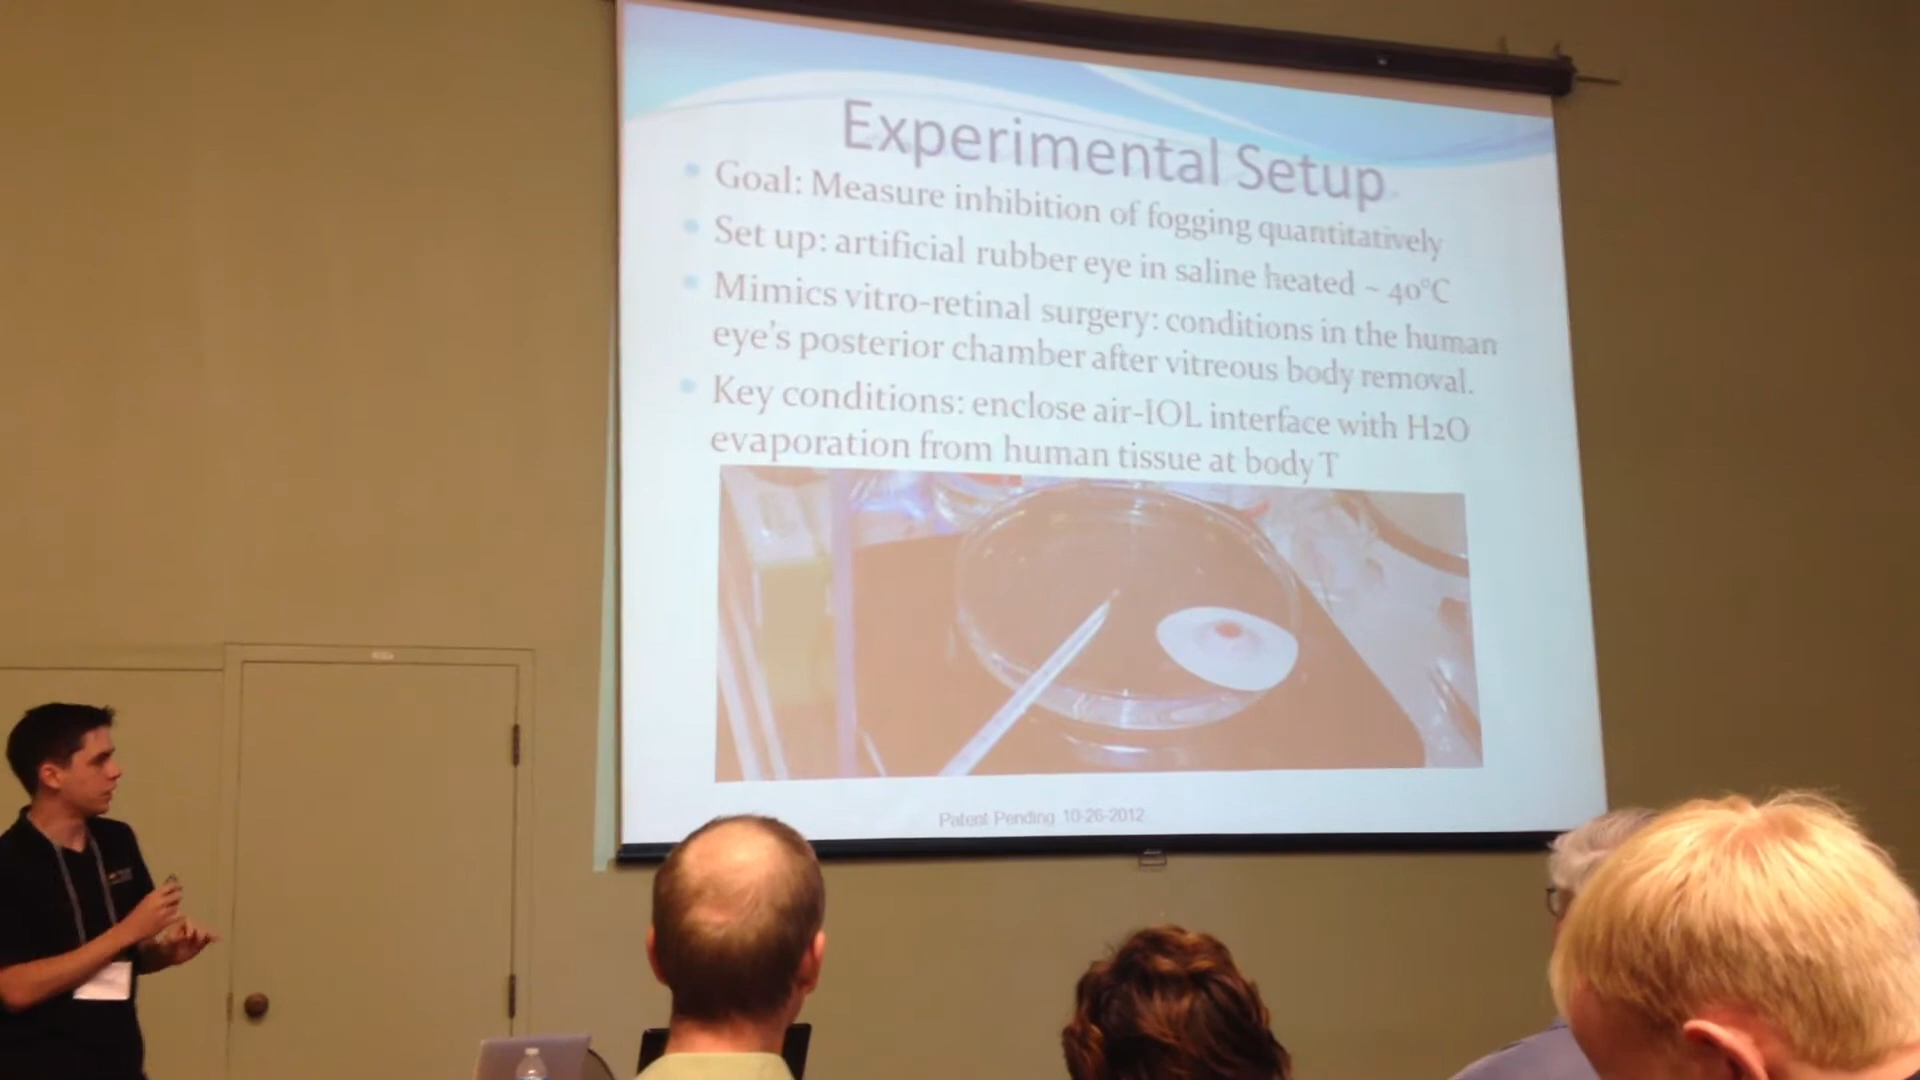 Experimental Setup
Goal: Measure inhibition of fogging quantitatively
Set up: artificial rubber eye in saline heated ~ 40°C
Mimics vitro-retinal surgery: conditions in the human
eye's posterior chamber after vitreous body removal.
Key conditions: enclose air-IOL interface with H2O
evaporation from human tissue at body T
Patent Pending 10-26-2012